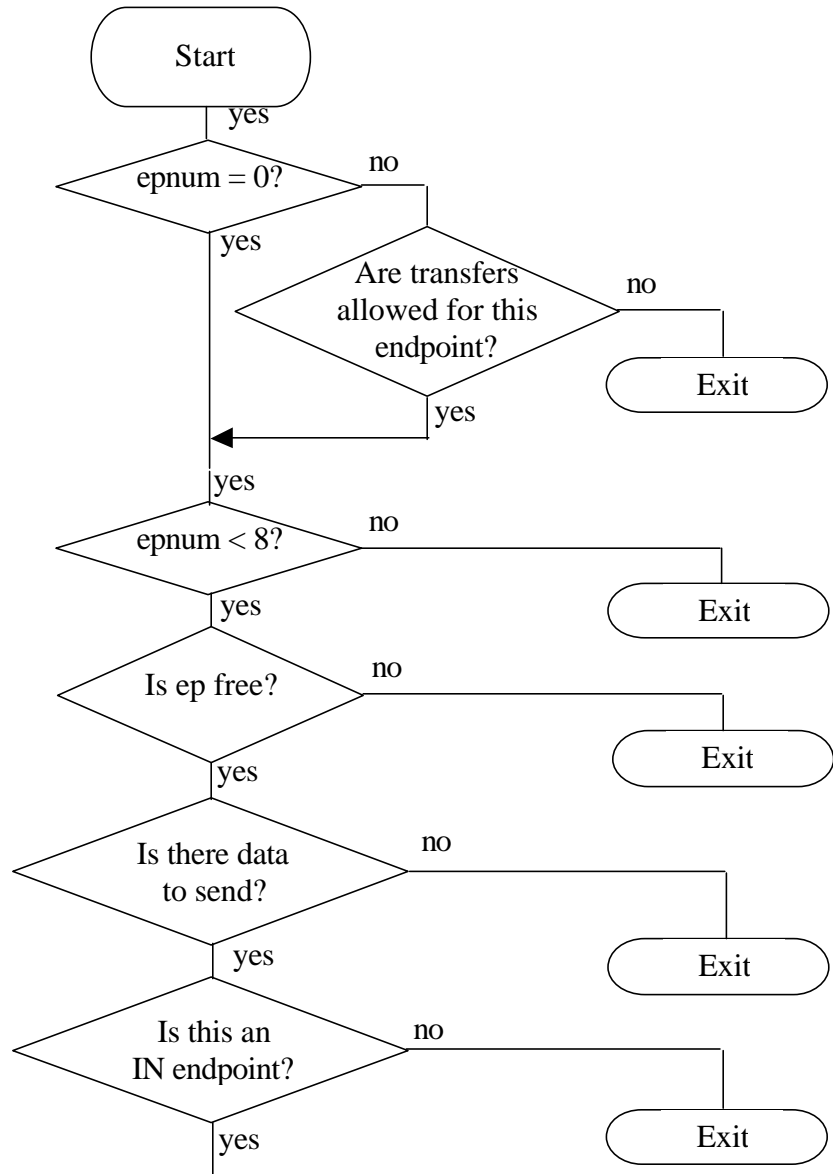 Start
yes
epnum = 0?
no
yes
Are transfers
allowed for this
endpoint?
no
Exit
yes
yes
epnum < 8?
no
Exit
yes
Is ep free?
no
Exit
yes
Is there data
to send?
no
Exit
yes
Is this an
IN endpoint?
no
Exit
yes